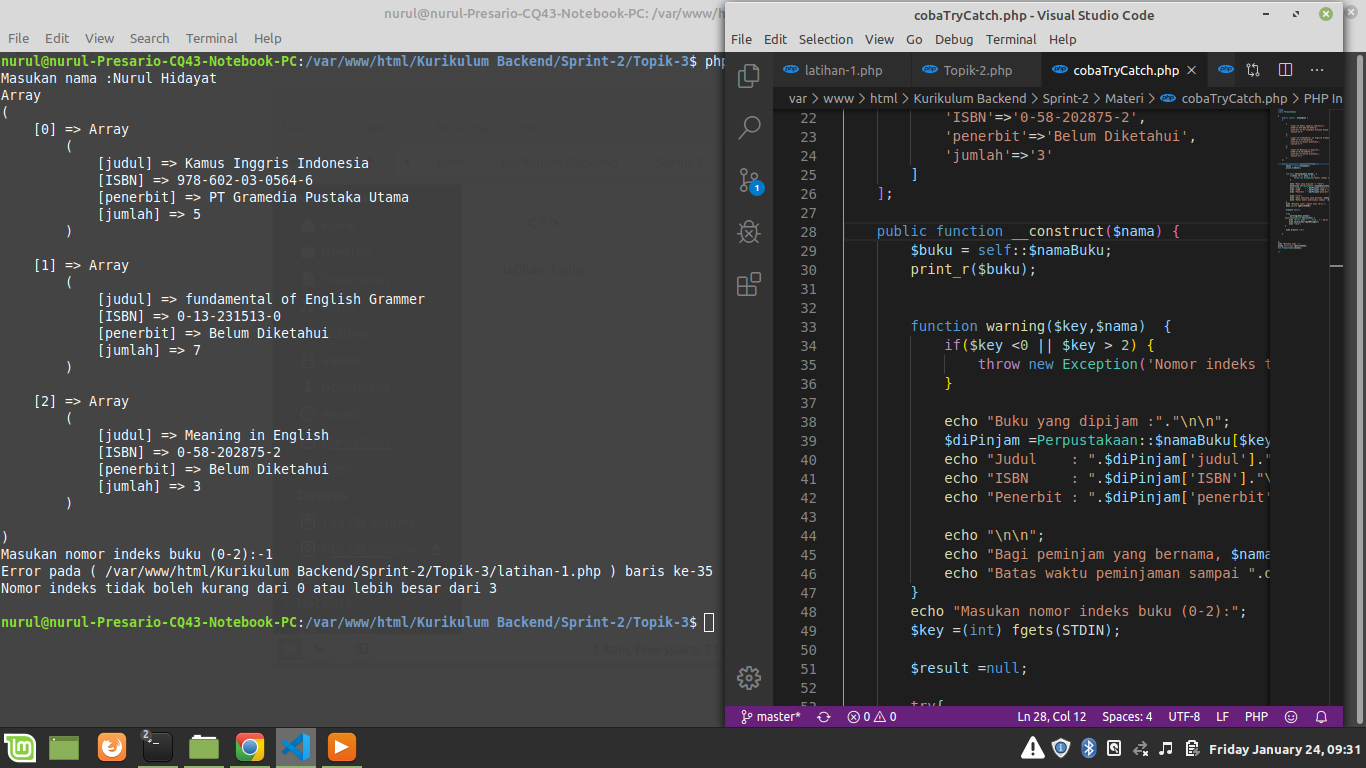 nurul@nurul-Presario-CQ43-Notebook-PC: /var/www/h
File Edit View Search Terminal Help
nurul@nurul-Presario-CQ43-Notebook-PC:/var/www/html/Kurikulum Backend/Sprint-2/Topik-3$ php
Masukan nama :Nurul Hidayat
Array
(
    [0] => Array
        (
            [judul] => Kamus Inggris Indonesia
            [ISBN] => 978-602-03-0564-6
            [penerbit] => PT Gramedia Pustaka Utama
            [jumlah] => 5
        )
    [1] => Array
        (
            [judul] => fundamental of English Grammer
            [ISBN] => 0-13-231513-0
            [penerbit] => Belum Diketahui
            [jumlah] => 7
        )
    [2] => Array
        (
            [judul] => Meaning in English
            [ISBN] => 0-58-202875-2
            [penerbit] => Belum Diketahui
            [jumlah] => 3
        )
)
Masukan nomor indeks buku (0-2):-1
Error pada ( /var/www/html/Kurikulum Backend/Sprint-2/Topik-3/latihan-1.php ) baris ke-35
Nomor indeks tidak boleh kurang dari 0 atau lebih besar dari 3
nurul@nurul-Presario-CQ43-Notebook-PC:/var/www/html/Kurikulum Backend/Sprint-2/Topik-3$
cobaTryCatch.php - Visual Studio Code
File Edit Selection View Go Debug Terminal Help
latihan-1.php Topik-2.php cobaTryCatch.php
var > www > html > Kurikulum Backend > Sprint-2 > Materi > cobaTryCatch.php > PHP In
22 'ISBN'=>'0-58-202875-2',
23 'penerbit'=>'Belum Diketahui',
24 'jumlah'=>'3'
25 ]
26 ];
27
28 public function __construct($nama) {
29 $buku = self::$namaBuku;
30 print_r($buku);
31
32
33 function warning($key,$nama)  {
34 if($key <0 || $key > 2) {
35 throw new Exception('Nomor indeks t
36 }
37
38 echo "Buku yang dipijam :"."\n\n";
39 $diPinjam =Perpustakaan::$namaBuku[$key
40 echo "Judul    : ".$diPinjam['judul']."
41 echo "ISBN     : ".$diPinjam['ISBN']."\
42 echo "Penerbit : ".$diPinjam['penerbit'
43
44 echo "\n\n";
45 echo "Bagi peminjam yang bernama, $nama
46 echo "Batas waktu peminjaman sampai ".d
47 }
48 echo "Masukan nomor indeks buku (0-2):";
49 $key =(int) fgets(STDIN);
50
51 $result =null;
52
53 try{
1
master* 0 0 Ln 28, Col 12 Spaces: 4 UTF-8 LF PHP
2
Friday January 24, 09:31